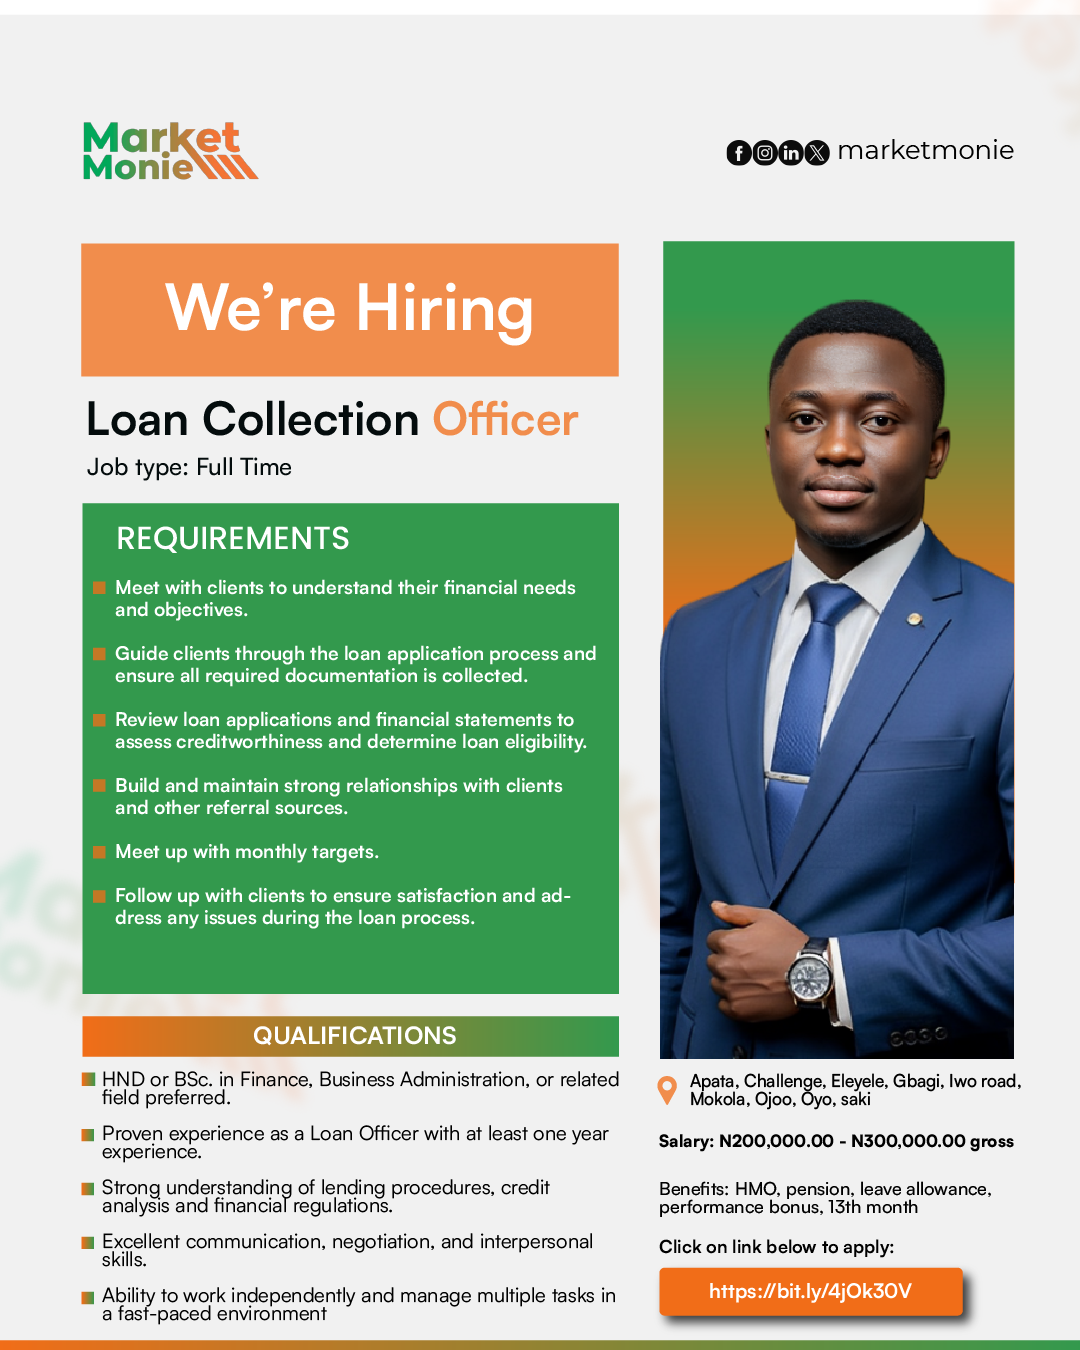 Market
Monie
marketmonie
We're Hiring
Loan Collection Officer
Job type: Full Time
REQUIREMENTS
Meet with clients to understand their financial needs
and objectives.
Guide clients through the loan application process and
ensure all required documentation is collected.
Review loan applications and financial statements to
assess creditworthiness and determine loan eligibility.
Build and maintain strong relationships with clients
and other referral sources.
Meet up with monthly targets.
Follow up with clients to ensure satisfaction and ad-
dress any issues during the loan process.
QUALIFICATIONS
HND or BSc. in Finance, Business Administration, or related
field preferred.
Proven experience as a Loan Officer with at least one year
experience.
Strong understanding of lending procedures, credit
analysis and financial regulations.
Excellent communication, negotiation, and interpersonal
skills.
Ability to work independently and manage multiple tasks in
a fast-paced environment
Apata, Challenge, Eleyele, Gbagi, Iwo road,
Mokola, Ojoo, Oyo, saki
Salary: N200,000.00 - N300,000.00 gross
Benefits: HMO, pension, leave allowance,
performance bonus, 13th month
Click on link below to apply:
https://bit.ly/4jOk30V